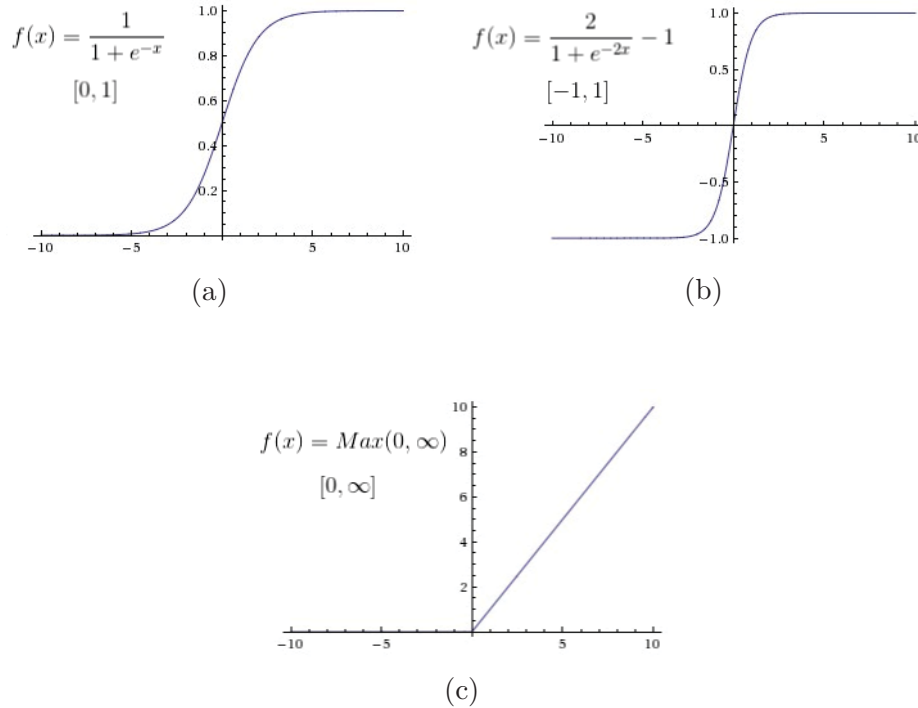 f(x) = 1 / (1 + e^{-x})
[0, 1]
1.0
0.8
0.6
0.4
0.2
−10 −5 5 10
(a)
f(x) = 2 / (1 + e^{-2x}) − 1
[−1, 1]
1.0
0.5
−10 −5 5 10
−0.5
−1.0
(b)
f(x) = Max(0, ∞)
[0, ∞]
10
8
6
4
2
−10 −5 5 10
(c)